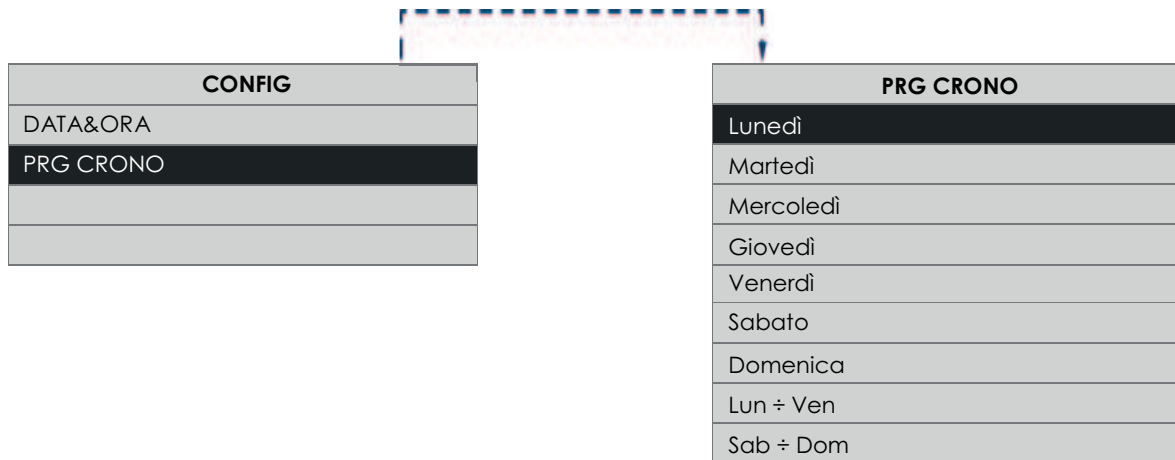 CONFIG
DATA&ORA
PRG CRONO
PRG CRONO
Lunedì
Martedì
Mercoledì
Giovedì
Venerdì
Sabato
Domenica
Lun ÷ Ven
Sab ÷ Dom